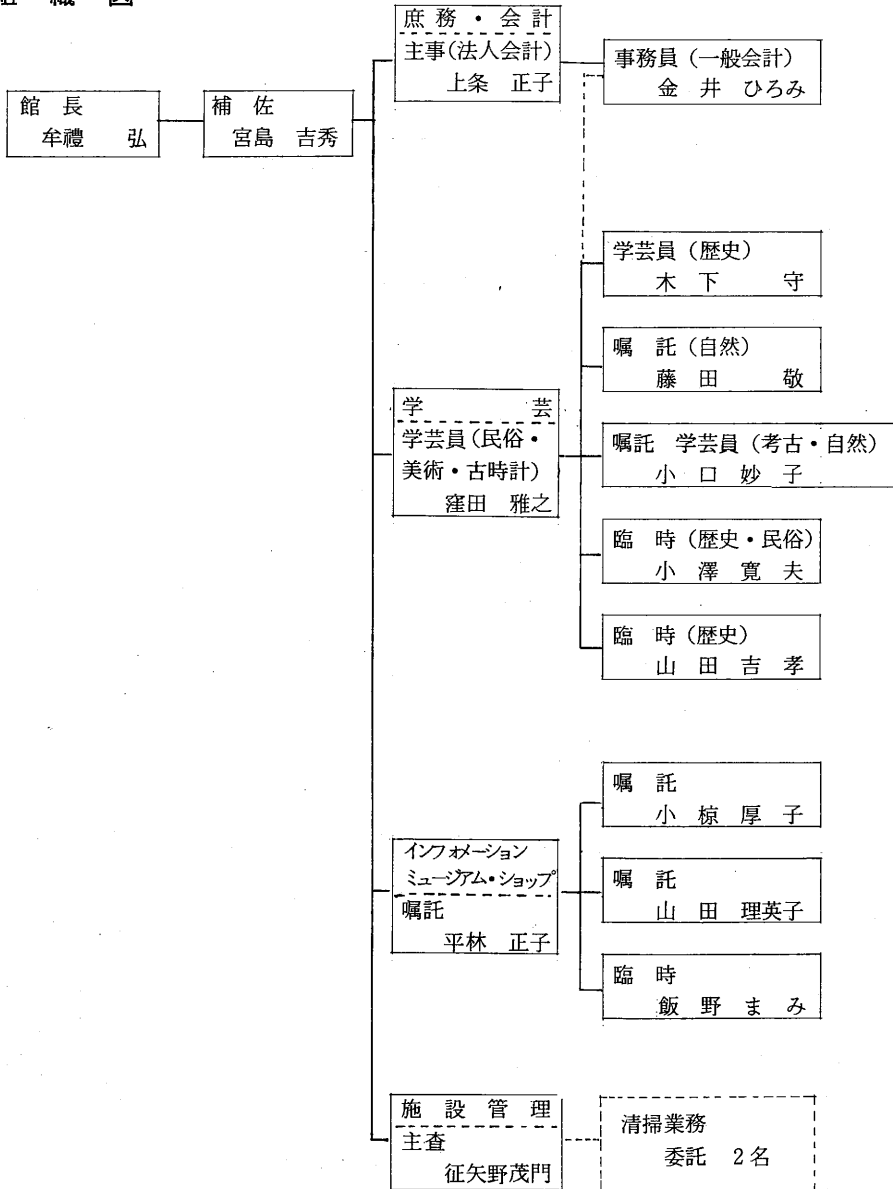 組織図
館長
牟禮 弘
補佐
宮島 吉秀
庶務・会計
主事(法人会計)
上条 正子
事務員(一般会計)
金井 ひろみ
学芸
学芸員(民俗・
美術・古時計)
窪田 雅之
学芸員(歴史)
木下 守
嘱託(自然)
藤田 敬
嘱託 学芸員(考古・自然)
小口妙子
臨時(歴史・民俗)
小澤寛夫
臨時(歴史)
山田吉孝
インフォメーション
ミュージアム・ショップ
嘱託
平林 正子
嘱託
小椋厚子
嘱託
山田 理英子
臨時
飯野まみ
施設管理
主査
征矢野茂門
清掃業務
委託 2名